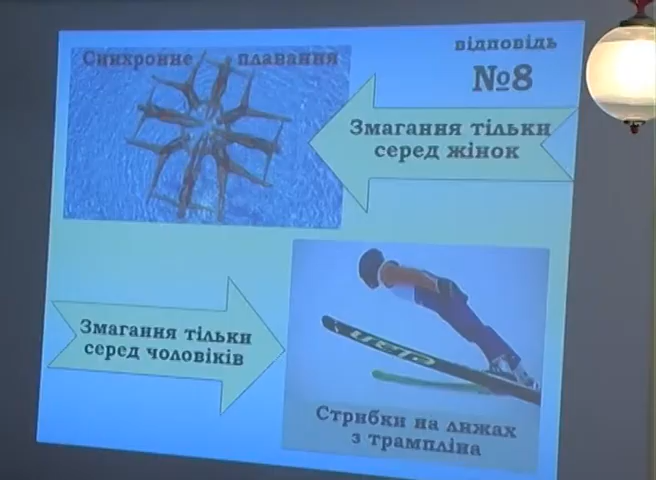 Синхронне плавання
відповідь
№8
Змагання тільки
серед жінок
Змагання тільки
серед чоловіків
Стрибки на лижах
з трампліна